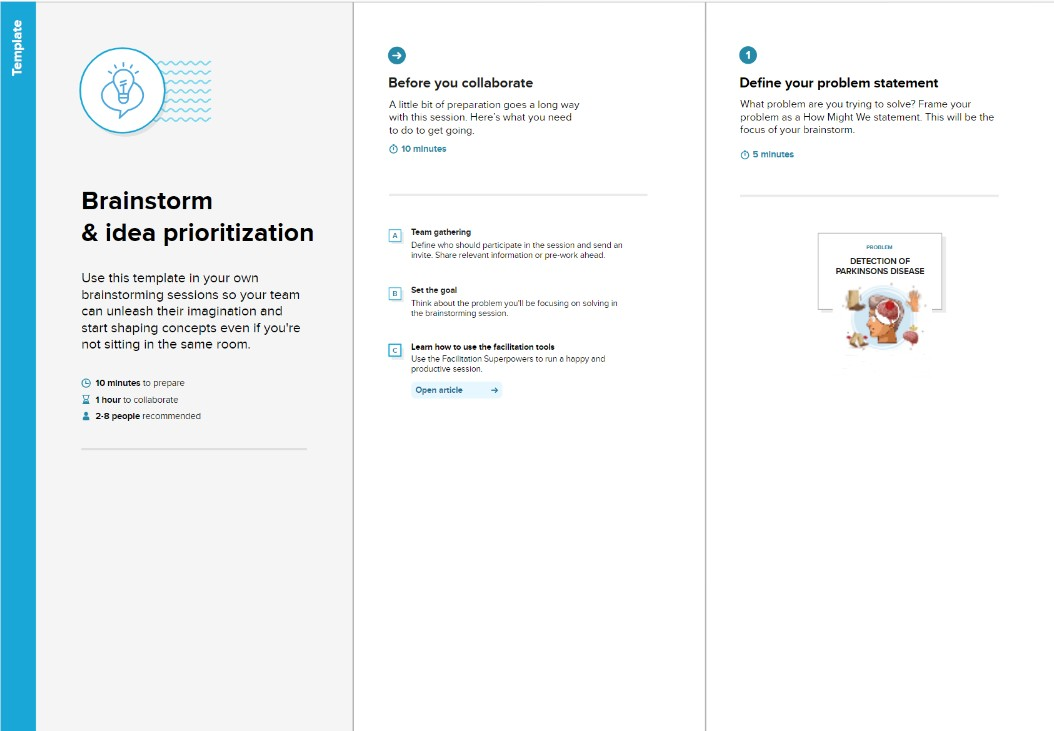 Template
Brainstorm
& idea prioritization
Use this template in your own
brainstorming sessions so your team
can unleash their imagination and
start shaping concepts even if you're
not sitting in the same room.
10 minutes to prepare
1 hour to collaborate
2-8 people recommended
Before you collaborate
A little bit of preparation goes a long way
with this session. Here's what you need
to do to get going.
10 minutes
A
Team gathering
Define who should participate in the session and send an
invite. Share relevant information or pre-work ahead.
B
Set the goal
Think about the problem you'll be focusing on solving in
the brainstorming session.
C
Learn how to use the facilitation tools
Use the Facilitation Superpowers to run a happy and
productive session.
Open article
1
Define your problem statement
What problem are you trying to solve? Frame your
problem as a How Might We statement. This will be the
focus of your brainstorm.
5 minutes
PROBLEM
DETECTION OF
PARKINSONS DISEASE